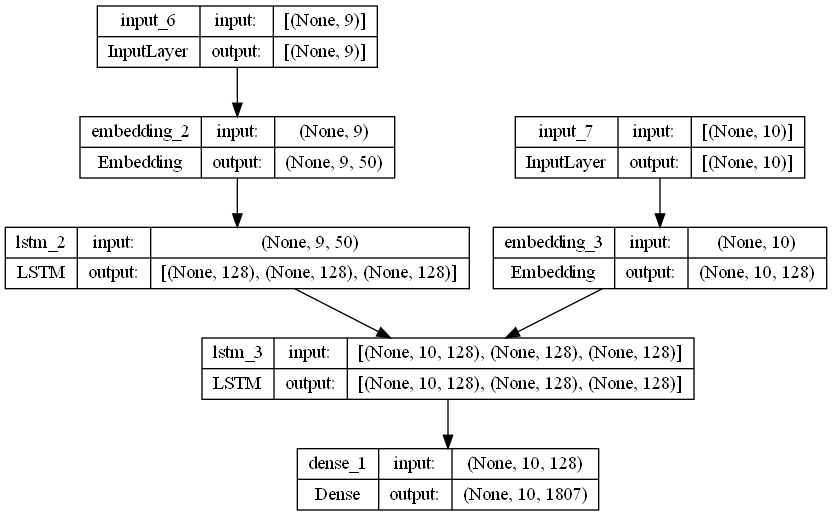 input_6 input: [(None, 9)]
InputLayer output: [(None, 9)]
embedding_2 input: (None, 9)
Embedding output: (None, 9, 50)
input_7 input: [(None, 10)]
InputLayer output: [(None, 10)]
lstm_2 input: (None, 9, 50)
LSTM output: [(None, 128), (None, 128), (None, 128)]
embedding_3 input: (None, 10)
Embedding output: (None, 10, 128)
lstm_3 input: [(None, 10, 128), (None, 128), (None, 128)]
LSTM output: [(None, 10, 128), (None, 128), (None, 128)]
dense_1 input: (None, 10, 128)
Dense output: (None, 10, 1807)